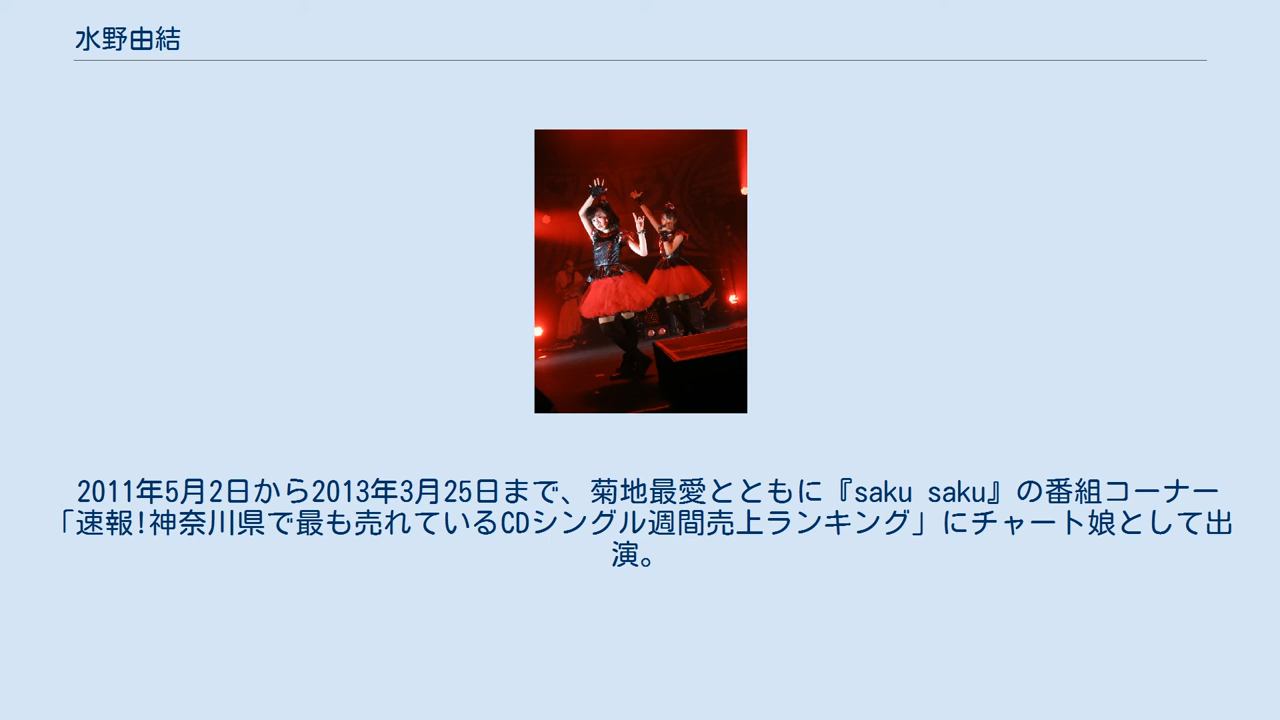 水野由結
2011年5月2日から2013年3月25日まで、菊地最愛とともに『saku saku』の番組コーナー
「速報!神奈川県で最も売れているCDシングル週間売上ランキング」にチャート娘として出
演。